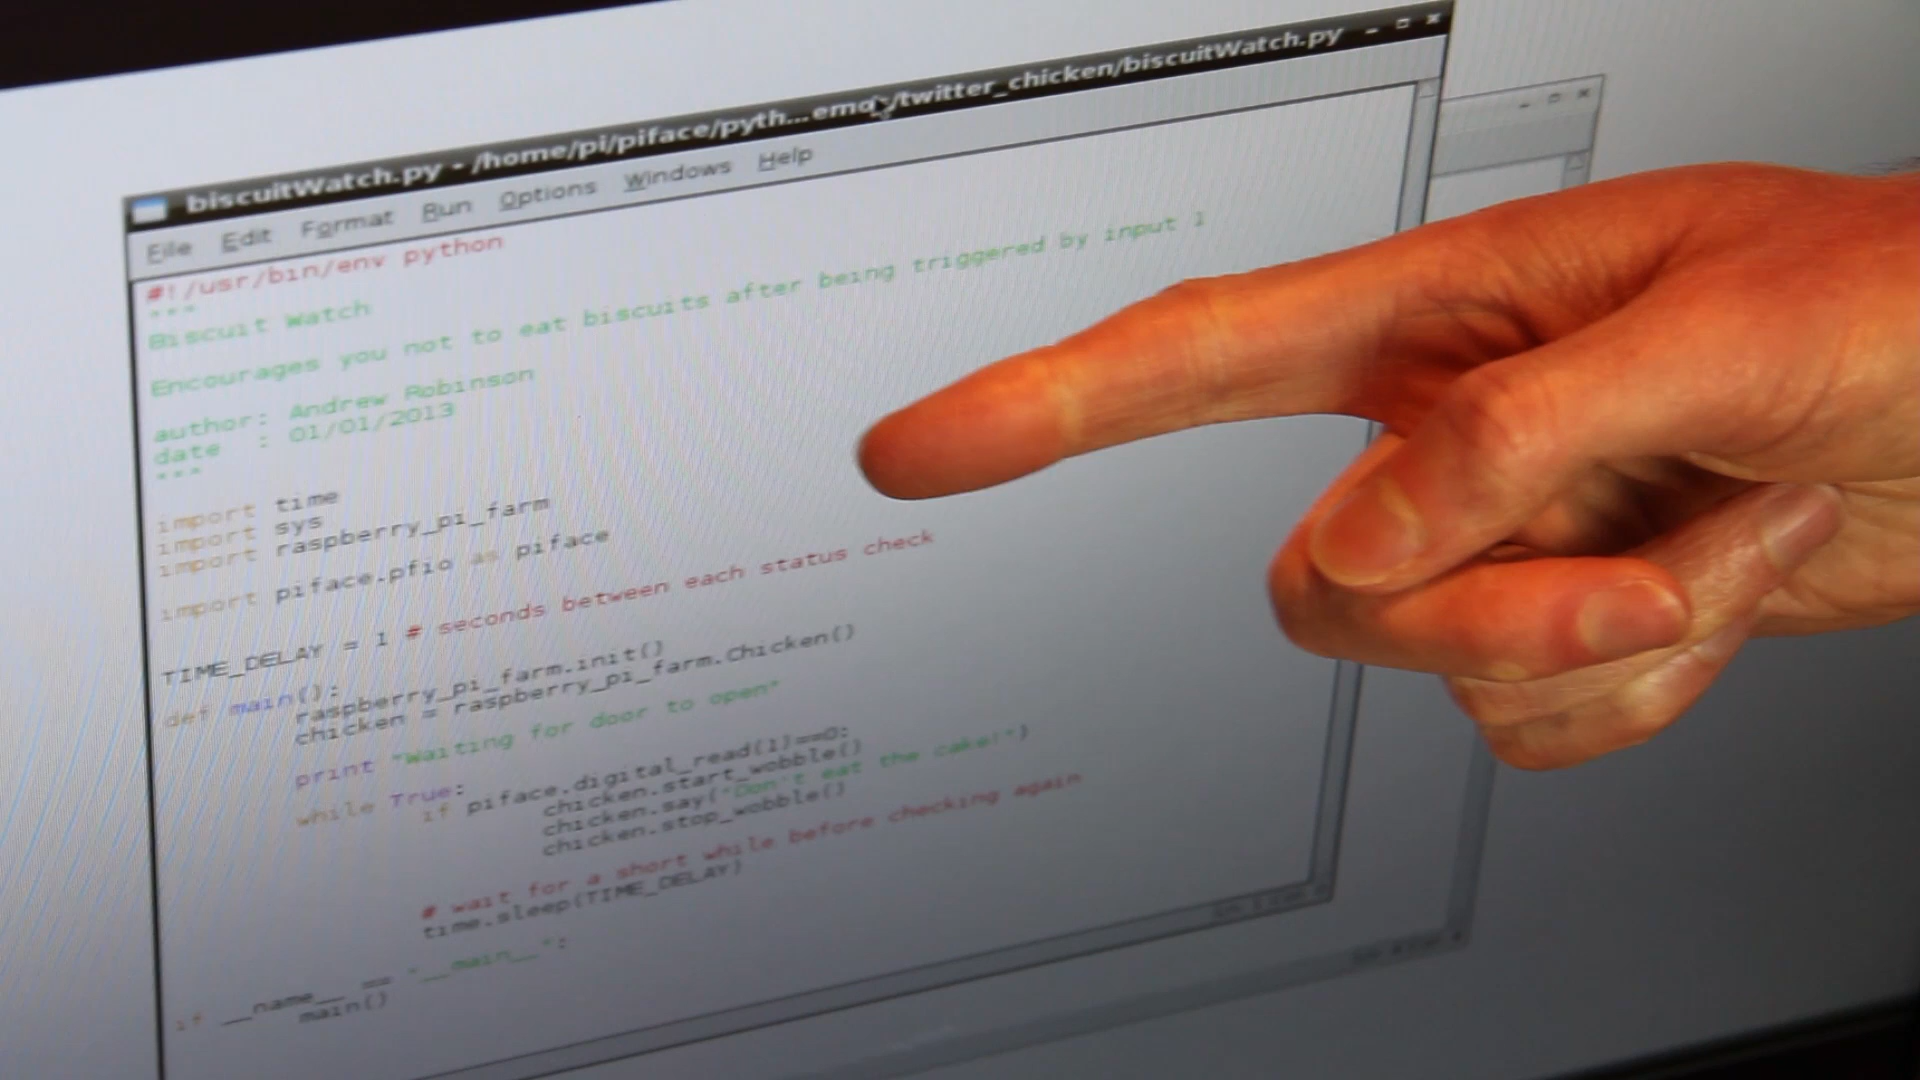 biscuitWatch.py - /home/pi/piface/pyth...emo/twitter_chicken/biscuitWatch.py
File Edit Format Run Options Windows Help
#!/usr/bin/env python
"""
Biscuit Watch
Encourages you not to eat biscuits after being triggered by input 1
author: Andrew Robinson
date : 01/01/2013
"""
import time
import sys
import raspberry_pi_farm
import piface.pfio as piface
TIME_DELAY = 1 # seconds between each status check
def main():
raspberry_pi_farm.init()
chicken = raspberry_pi_farm.Chicken()
print "Waiting for door to open"
while True:
if piface.digital_read(1)==0:
chicken.start_wobble()
chicken.say("Don't eat the cake!")
chicken.stop_wobble()
# wait for a short while before checking again
time.sleep(TIME_DELAY)
if __name__ == "__main__":
main()